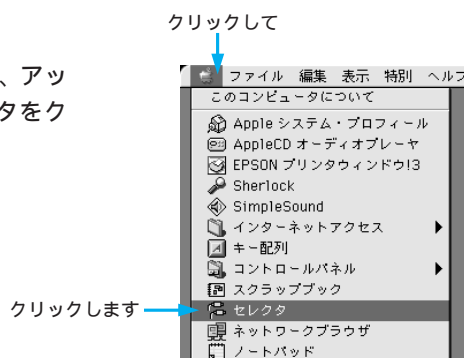 クリックして
、アッ
タをク
ファイル 編集 表示 特別 ヘルプ
このコンピュータについて
Apple システム・プロフィール
AppleCD オーディオプレーヤ
EPSON プリンタウィンドウ!3
Sherlock
SimpleSound
インターネットアクセス
キー配列
コントロールパネル
スクラップブック
クリックします
セレクタ
ネットワークブラウザ
ノートパッド